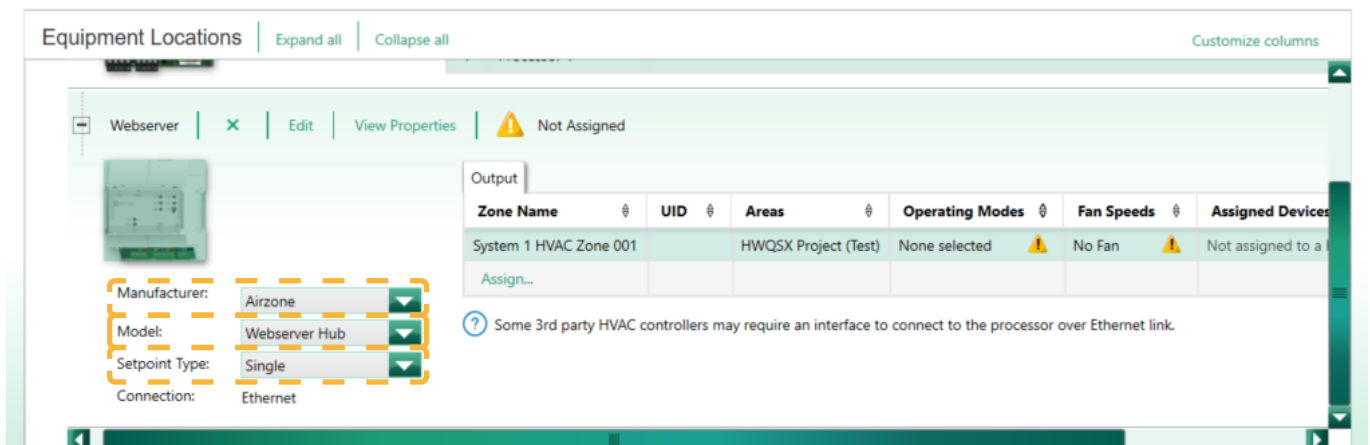 Equipment Locations Expand all Collapse all Customize columns
Webserver × Edit View Properties Not Assigned
Output
Zone Name UID Areas Operating Modes Fan Speeds Assigned Devices
System 1 HVAC Zone 001 HWQSX Project (Test) None selected No Fan Not assigned to a
Assign...
Manufacturer: Airzone
Model: Webserver Hub
Setpoint Type: Single
Connection: Ethernet
? Some 3rd party HVAC controllers may require an interface to connect to the processor over Ethernet link.